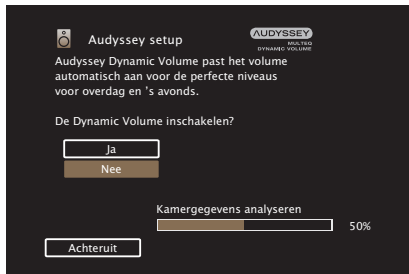 Audyssey setup
AUDYSSEY
MULTEQ
DYNAMIC VOLUME
Audyssey Dynamic Volume past het volume
automatisch aan voor de perfecte niveaus
voor overdag en 's avonds.
De Dynamic Volume inschakelen?
Ja
Nee
Kamergegevens analyseren
50%
Achteruit